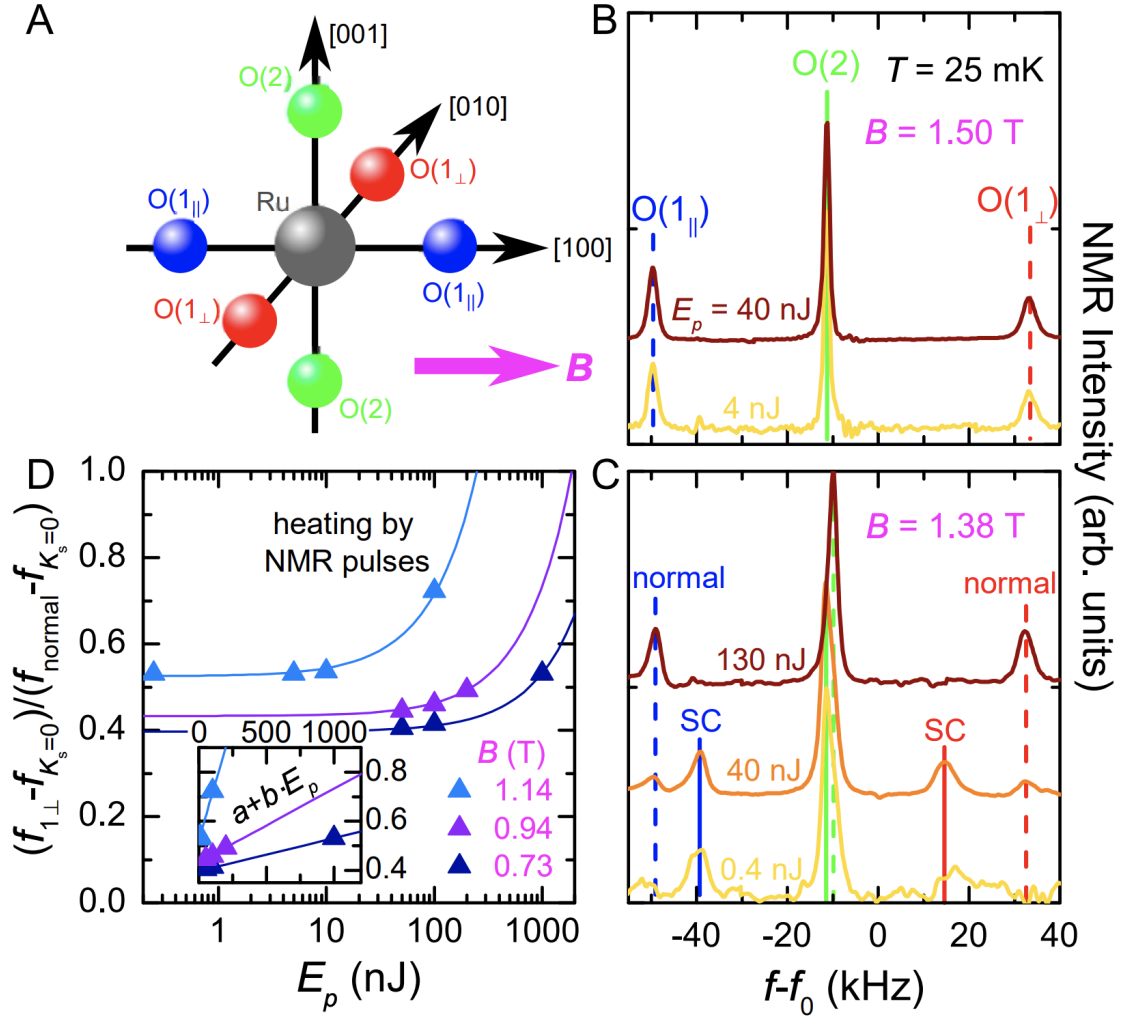 A
[001]
O(2)
[010]
O(1⊥)
O(1||)
Ru
[100]
O(1⊥)
O(1||)
B
O(2)
B
O(2)
T = 25 mK
B = 1.50 T
O(1||)
O(1⊥)
Ep = 40 nJ
4 nJ
C
B = 1.38 T
normal
normal
130 nJ
SC
SC
40 nJ
0.4 nJ
-40
-20
0
20
40
f-f0 (kHz)
NMR Intensity (arb. units)
D
1.0
0.8
0.6
0.4
0.2
0.0
(f1⊥-fKs=0)/(fnormal-fKs=0)
heating by
NMR pulses
0
500
1000
0.8
0.6
0.4
a+b·Ep
B (T)
1.14
0.94
0.73
1
10
100
1000
Ep (nJ)